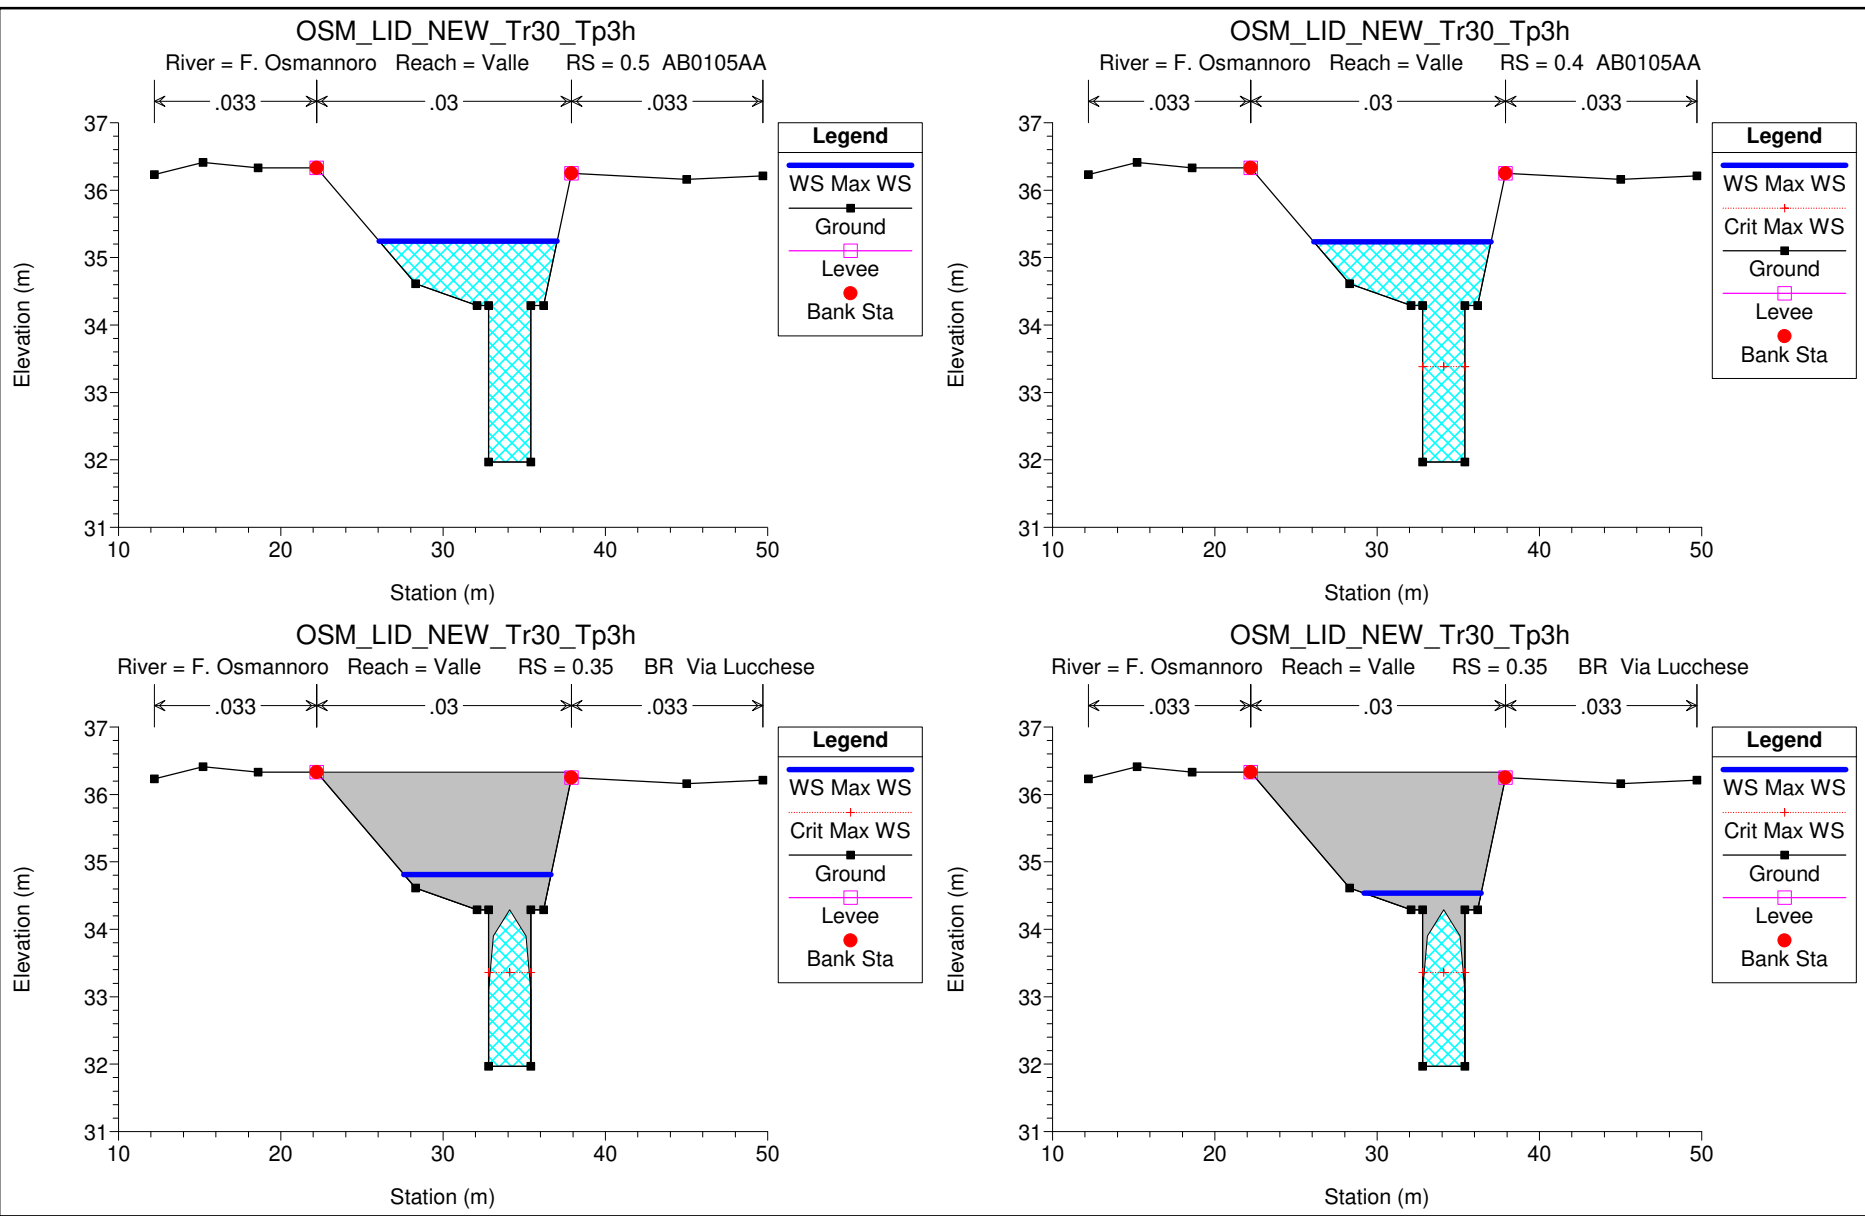 OSM_LID_NEW_Tr30_Tp3h
River = F. Osmannoro Reach = Valle RS = 0.5 AB0105AA
.033 .03 .033
Legend
WS Max WS
Ground
Levee
Bank Sta
37
36
35
34
33
32
31
10 20 30 40 50
Elevation (m)
Station (m)
OSM_LID_NEW_Tr30_Tp3h
River = F. Osmannoro Reach = Valle RS = 0.4 AB0105AA
.033 .03 .033
Legend
WS Max WS
Crit Max WS
Ground
Levee
Bank Sta
37
36
35
34
33
32
31
10 20 30 40 50
Elevation (m)
Station (m)
OSM_LID_NEW_Tr30_Tp3h
River = F. Osmannoro Reach = Valle RS = 0.35 BR Via Lucchese
.033 .03 .033
Legend
WS Max WS
Crit Max WS
Ground
Levee
Bank Sta
37
36
35
34
33
32
31
10 20 30 40 50
Elevation (m)
Station (m)
OSM_LID_NEW_Tr30_Tp3h
River = F. Osmannoro Reach = Valle RS = 0.35 BR Via Lucchese
.033 .03 .033
Legend
WS Max WS
Crit Max WS
Ground
Levee
Bank Sta
37
36
35
34
33
32
31
10 20 30 40 50
Elevation (m)
Station (m)